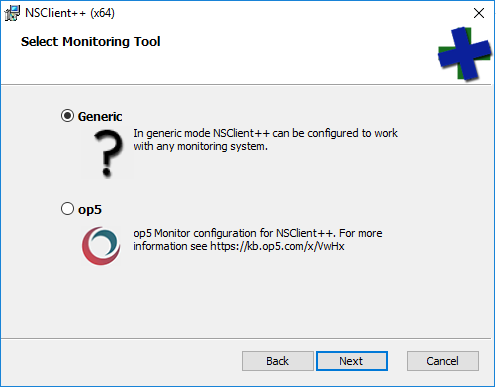 NSClient++ (x64)
Select Monitoring Tool
Generic
In generic mode NSClient++ can be configured to work
with any monitoring system.
op5
op5 Monitor configuration for NSClient++. For more
information see https://kb.op5.com/x/VwHx
Back
Next
Cancel